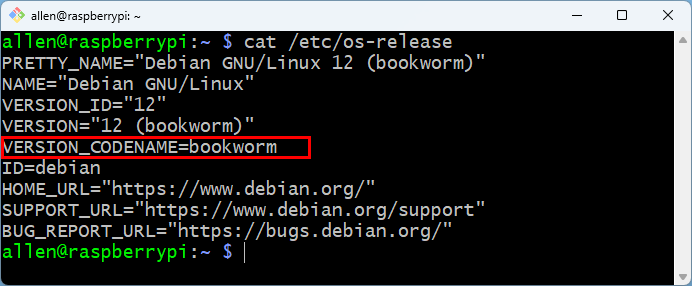 allen@raspberrypi: ~
allen@raspberrypi:~ $ cat /etc/os-release
PRETTY_NAME="Debian GNU/Linux 12 (bookworm)"
NAME="Debian GNU/Linux"
VERSION_ID="12"
VERSION="12 (bookworm)"
VERSION_CODENAME=bookworm
ID=debian
HOME_URL="https://www.debian.org/"
SUPPORT_URL="https://www.debian.org/support"
BUG_REPORT_URL="https://bugs.debian.org/"
allen@raspberrypi:~ $